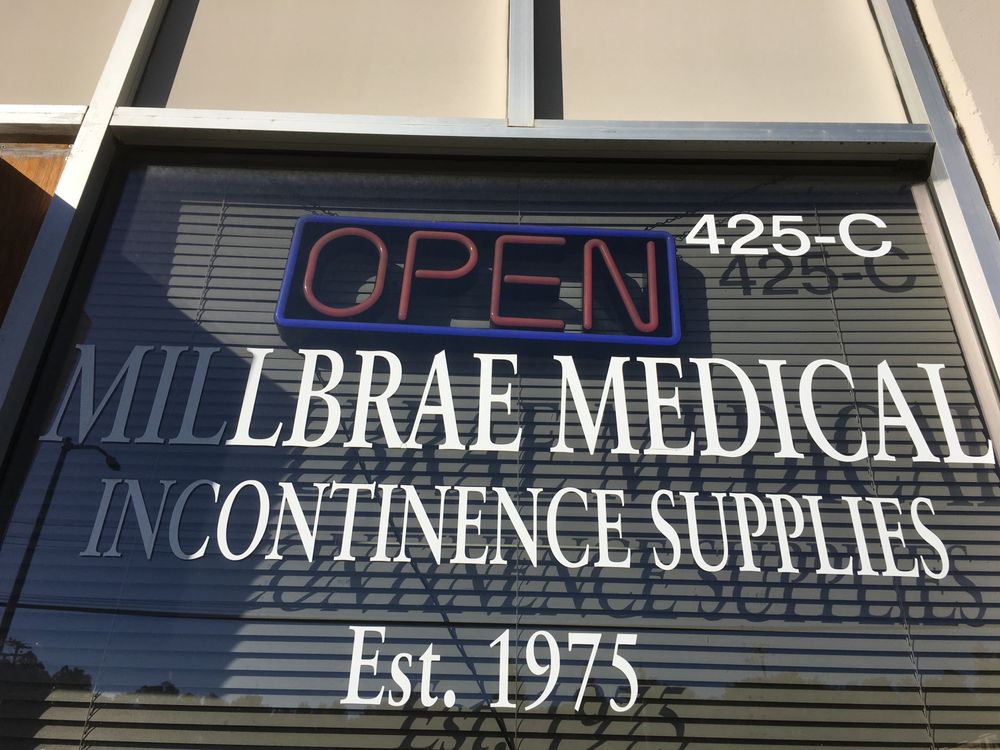 OPEN
425-C
MILLBRAE MEDICAL
INCONTINENCE SUPPLIES
Est. 1975